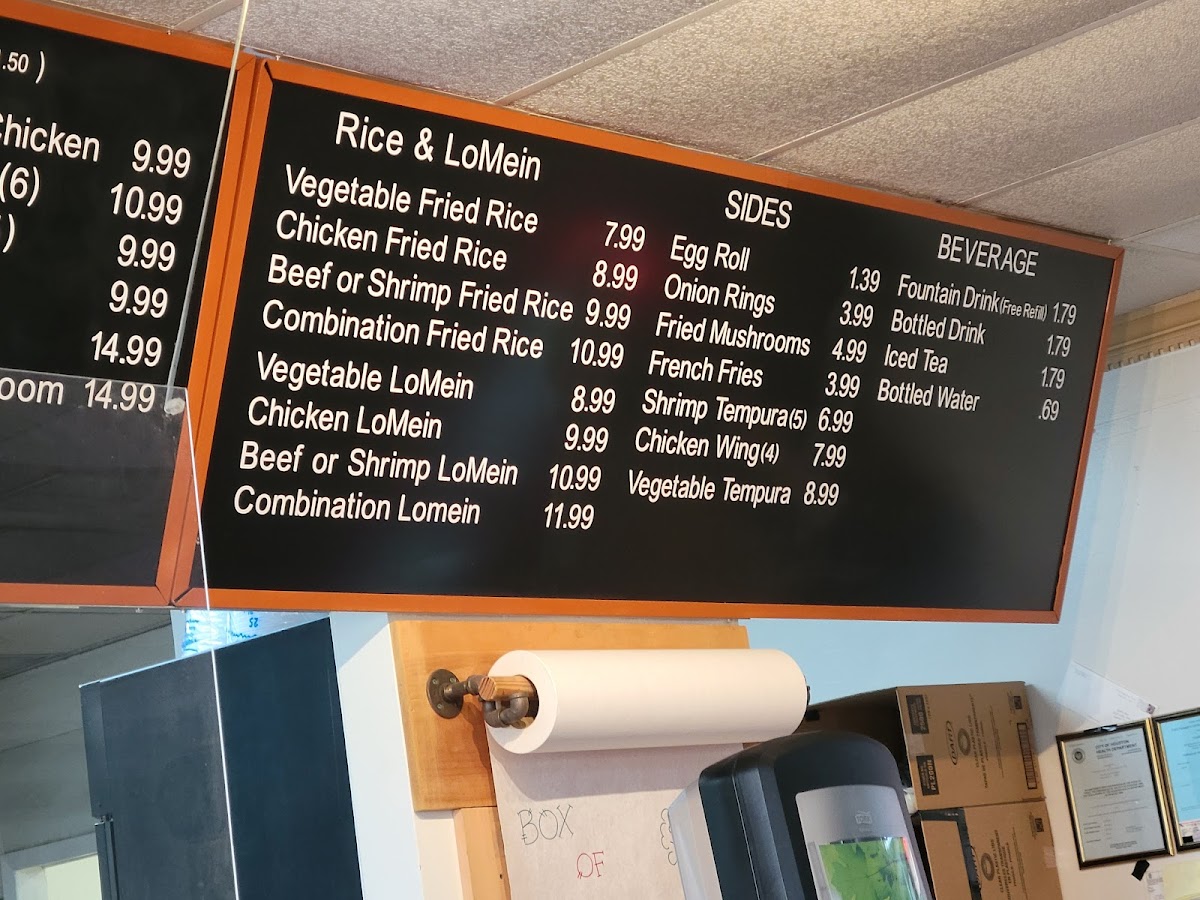 .50 )
Chicken 9.99
(6) 10.99
) 9.99
9.99
14.99
oom 14.99
Rice & LoMein
Vegetable Fried Rice 7.99
Chicken Fried Rice 8.99
Beef or Shrimp Fried Rice 9.99
Combination Fried Rice 10.99
Vegetable LoMein 8.99
Chicken LoMein 9.99
Beef or Shrimp LoMein 10.99
Combination Lomein 11.99
SIDES
Egg Roll 1.39
Onion Rings 3.99
Fried Mushrooms 4.99
French Fries 3.99
Shrimp Tempura(5) 6.99
Chicken Wing(4) 7.99
Vegetable Tempura 8.99
BEVERAGE
Fountain Drink(Free Refill) 1.79
Bottled Drink 1.79
Iced Tea 1.79
Bottled Water .69
BOX
OF
CITY OF HOUSTON
HEALTH DEPARTMENT